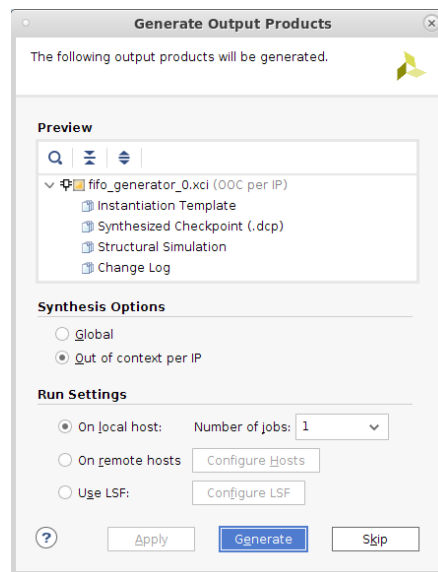 Generate Output Products
The following output products will be generated.
Preview
fifo_generator_0.xci (OOC per IP)
Instantiation Template
Synthesized Checkpoint (.dcp)
Structural Simulation
Change Log
Synthesis Options
Global
Out of context per IP
Run Settings
On local host: Number of jobs: 1
On remote hosts Configure Hosts
Use LSF: Configure LSF
? Apply Generate Skip